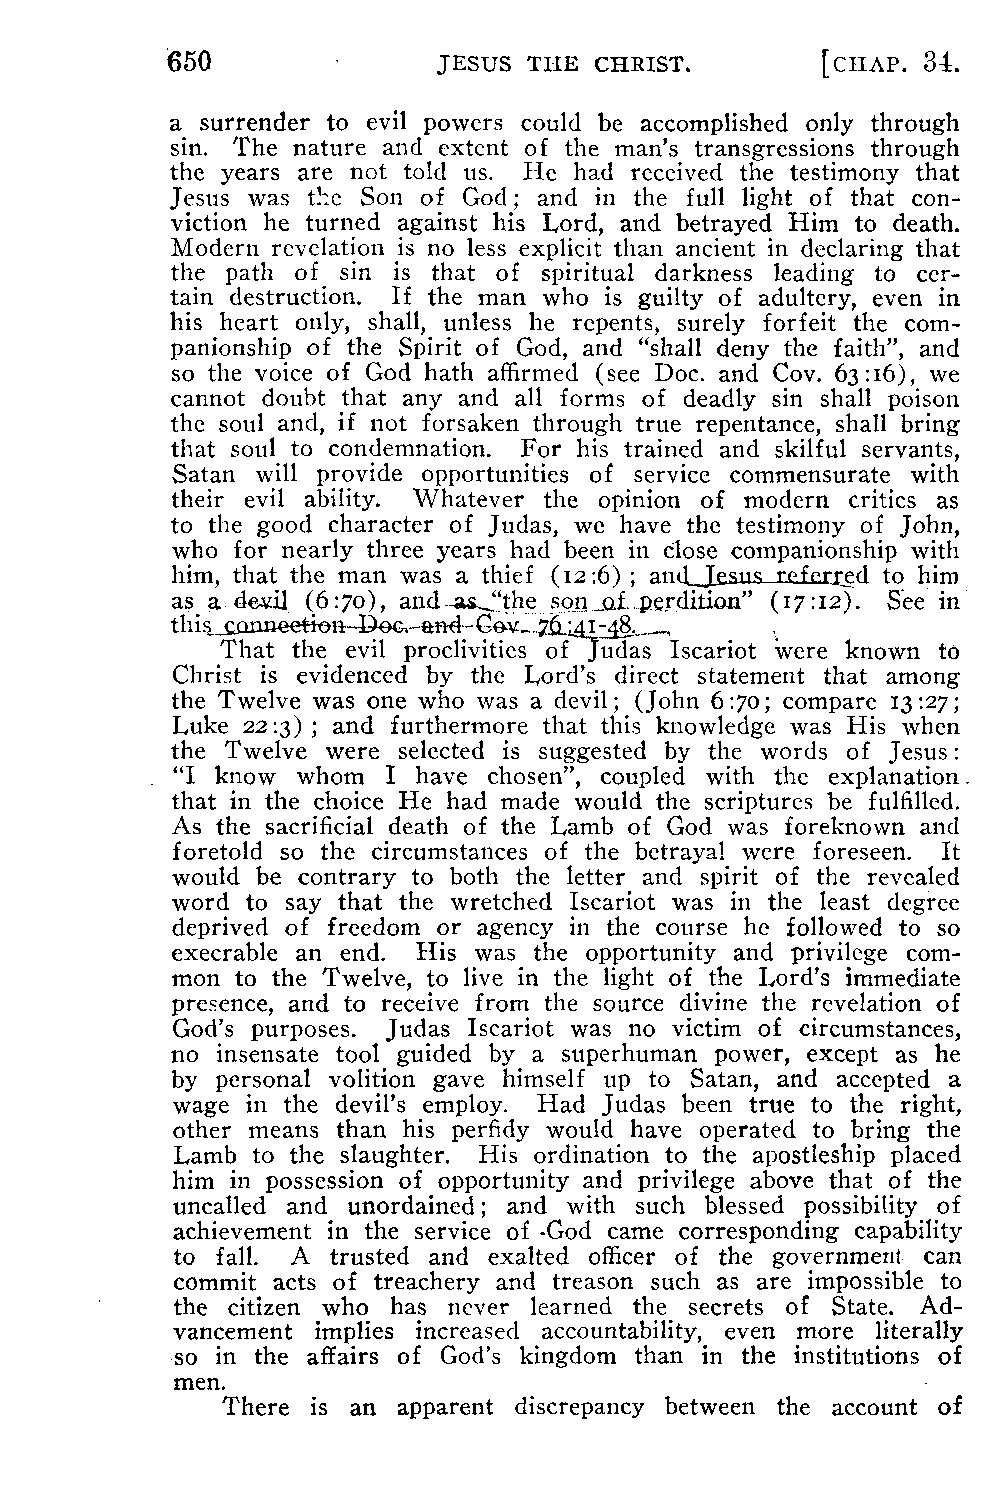 650 JESUS THE CHRIST. [CHAP. 34.
a surrender to evil powers could be accomplished only through
sin. The nature and extent of the man's transgressions through
the years are not told us. He had received the testimony that
Jesus was the Son of God; and in the full light of that con-
viction he turned against his Lord, and betrayed Him to death.
Modern revelation is no less explicit than ancient in declaring that
the path of sin is that of spiritual darkness leading to cer-
tain destruction. If the man who is guilty of adultery, even in
his heart only, shall, unless he repents, surely forfeit the com-
panionship of the Spirit of God, and “shall deny the faith”, and
so the voice of God hath affirmed (see Doc. and Cov. 63:16), we
cannot doubt that any and all forms of deadly sin shall poison
the soul and, if not forsaken through true repentance, shall bring
that soul to condemnation. For his trained and skilful servants,
Satan will provide opportunities of service commensurate with
their evil ability. Whatever the opinion of modern critics as
to the good character of Judas, we have the testimony of John,
who for nearly three years had been in close companionship with
him, that the man was a thief (12:6); and Jesus referred to him
as a devil (6:70), and as “the son of perdition” (17:12). See in
this connection Doc. and Cov. 76:41-48.
That the evil proclivities of Judas Iscariot were known to
Christ is evidenced by the Lord's direct statement that among
the Twelve was one who was a devil; (John 6:70; compare 13:27;
Luke 22:3); and furthermore that this knowledge was His when
the Twelve were selected is suggested by the words of Jesus:
“I know whom I have chosen”, coupled with the explanation
that in the choice He had made would the scriptures be fulfilled.
As the sacrificial death of the Lamb of God was foreknown and
foretold so the circumstances of the betrayal were foreseen. It
would be contrary to both the letter and spirit of the revealed
word to say that the wretched Iscariot was in the least degree
deprived of freedom or agency in the course he followed to so
execrable an end. His was the opportunity and privilege com-
mon to the Twelve, to live in the light of the Lord's immediate
presence, and to receive from the source divine the revelation of
God's purposes. Judas Iscariot was no victim of circumstances,
no insensate tool guided by a superhuman power, except as he
by personal volition gave himself up to Satan, and accepted a
wage in the devil's employ. Had Judas been true to the right,
other means than his perfidy would have operated to bring the
Lamb to the slaughter. His ordination to the apostleship placed
him in possession of opportunity and privilege above that of the
uncalled and unordained; and with such blessed possibility of
achievement in the service of God came corresponding capability
to fall. A trusted and exalted officer of the government can
commit acts of treachery and treason such as are impossible to
the citizen who has never learned the secrets of State. Ad-
vancement implies increased accountability, even more literally
so in the affairs of God's kingdom than in the institutions of
men.
There is an apparent discrepancy between the account of